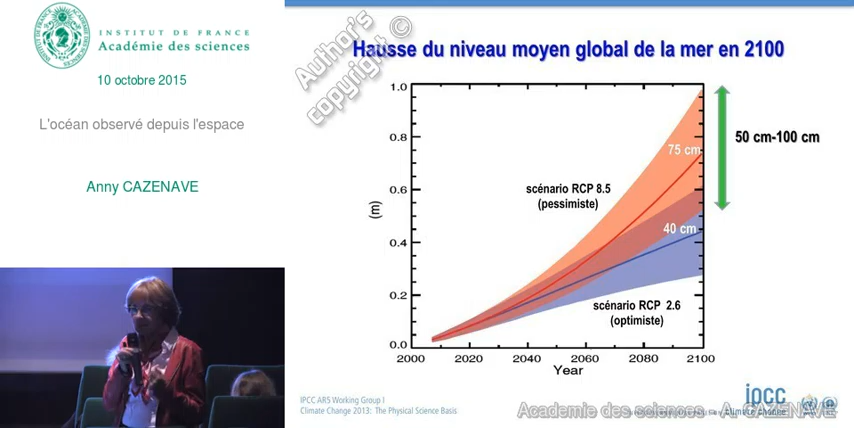 INSTITUT DE FRANCE
Académie des sciences
10 octobre 2015
L'océan observé depuis l'espace
Anny CAZENAVE
Author's
copyright ©
Hausse du niveau moyen global de la mer en 2100
1.0
0.8
0.6
0.4
0.2
0.0
(m)
2000
2020
2040
2060
2080
2100
Year
75 cm
scénario RCP 8.5
(pessimiste)
40 cm
scénario RCP 2.6
(optimiste)
50 cm-100 cm
IPCC AR5 Working Group I
Climate Change 2013: The Physical Science Basis
ipcc
climate change
Academie des sciences - A. CAZENAVE